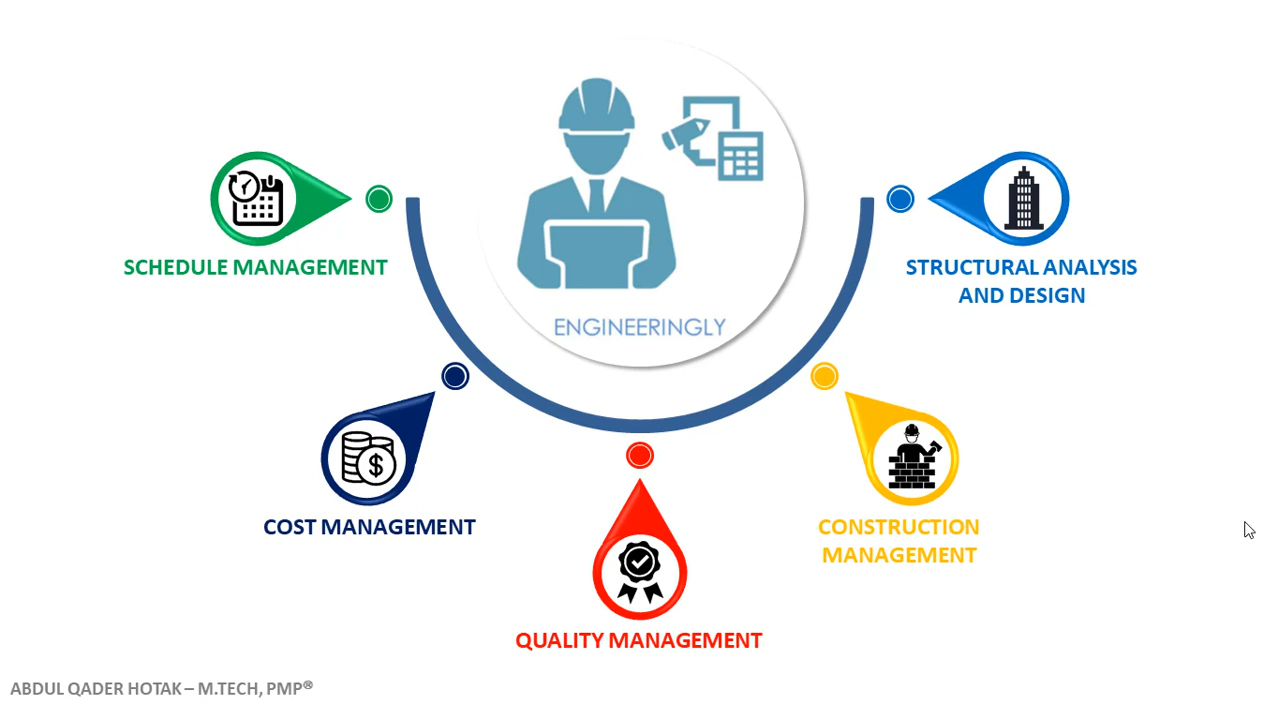 ENGINEERINGLY
SCHEDULE MANAGEMENT
STRUCTURAL ANALYSIS
AND DESIGN
COST MANAGEMENT
CONSTRUCTION
MANAGEMENT
QUALITY MANAGEMENT
ABDUL QADER HOTAK – M.TECH, PMP®